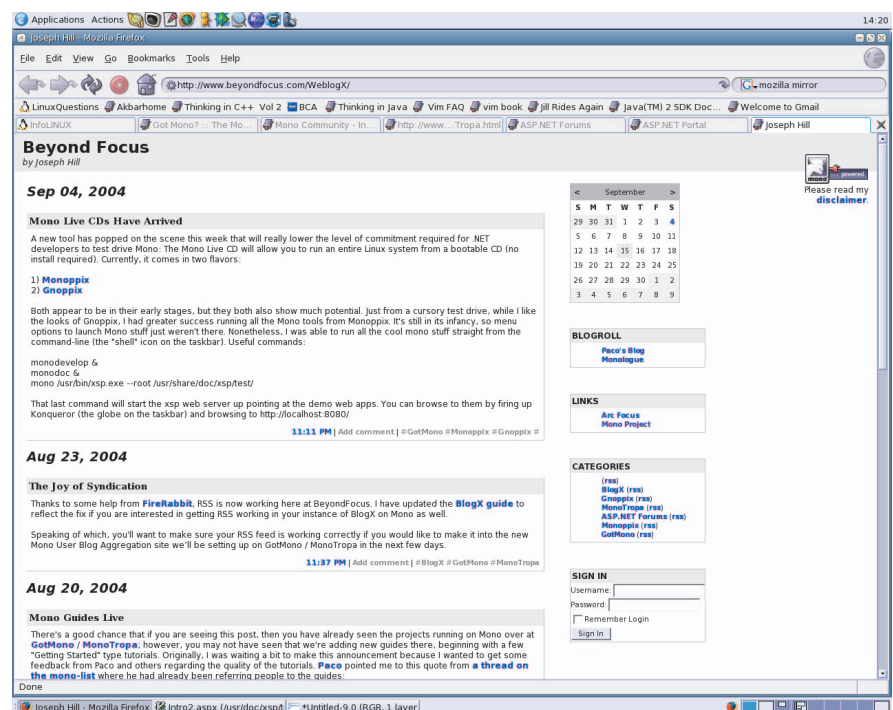 Applications Actions 14:20
Joseph Hill - Mozilla Firefox
File Edit View Go Bookmarks Tools Help
http://www.beyondfocus.com/WeblogX/ mozilla mirror
LinuxQuestions Akbarhome Thinking in C++ Vol 2 BCA Thinking in Java Vim FAQ vim book Jill Rides Again Java(TM) 2 SDK Doc... Welcome to Gmail
InfoLINUX Got Mono? :: The Mo... Mono Community - In... http://www....Tropa.html ASP.NET Forums ASP.NET Portal Joseph Hill
Beyond Focus
by Joseph Hill
mono ... powered
Please read my
disclaimer.
Sep 04, 2004
Mono Live CDs Have Arrived
A new tool has popped on the scene this week that will really lower the level of commitment required for .NET
developers to test drive Mono: The Mono Live CD will allow you to run an entire Linux system from a bootable CD (no
install required). Currently, it comes in two flavors:
1) Monoppix
2) Gnoppix
Both appear to be in their early stages, but they both also show much potential. Just from a cursory test drive, while I like
the looks of Gnoppix, I had greater success running all the Mono tools from Monoppix. It's still in its infancy, so menu
options to launch Mono stuff just weren't there. Nonetheless, I was able to run all the cool mono stuff straight from the
command-line (the "shell" icon on the taskbar). Useful commands:
monodevelop &
monodoc &
mono /usr/bin/xsp.exe --root /usr/share/doc/xsp/test/
That last command will start the xsp web server up pointing at the demo web apps. You can browse to them by firing up
Konqueror (the globe on the taskbar) and browsing to http://localhost:8080/
11:11 PM | Add comment | #GotMono #Monoppix #Gnoppix #
Aug 23, 2004
The Joy of Syndication
Thanks to some help from FireRabbit, RSS is now working here at BeyondFocus. I have updated the BlogX guide to
reflect the fix if you are interested in getting RSS working in your instance of BlogX on Mono as well.
Speaking of which, you'll want to make sure your RSS feed is working correctly if you would like to make it into the new
Mono User Blog Aggregation site we'll be setting up on GotMono / MonoTropa in the next few days.
11:37 PM | Add comment | #BlogX #GotMono #MonoTropa
Aug 20, 2004
Mono Guides Live
There's a good chance that if you are seeing this post, then you have already seen the projects running on Mono over at
GotMono / MonoTropa; however, you may not have seen that we're adding new guides there, beginning with a few
"Getting Started" type tutorials. Originally, I was waiting a bit to make this announcement because I wanted to get some
feedback from Paco and others regarding the quality of the tutorials. Paco pointed me to this quote from a thread on
the mono-list where he had already been referring people to the guides:
< September >
S M T W T F S
29 30 31 1 2 3 4
5 6 7 8 9 10 11
12 13 14 15 16 17 18
19 20 21 22 23 24 25
26 27 28 29 30 1 2
3 4 5 6 7 8 9
BLOGROLL
Paco's Blog
Monologue
LINKS
Arc Focus
Mono Project
CATEGORIES
(rss)
BlogX (rss)
Gnoppix (rss)
MonoTropa (rss)
ASP.NET Forums (rss)
Monoppix (rss)
GotMono (rss)
SIGN IN
Username:
Password:
Remember Login
Sign In
Done
Joseph Hill - Mozilla Firefox Intro2.aspx (/usr/doc/xsp/t *Untitled-9.0 (RGB, 1 layer